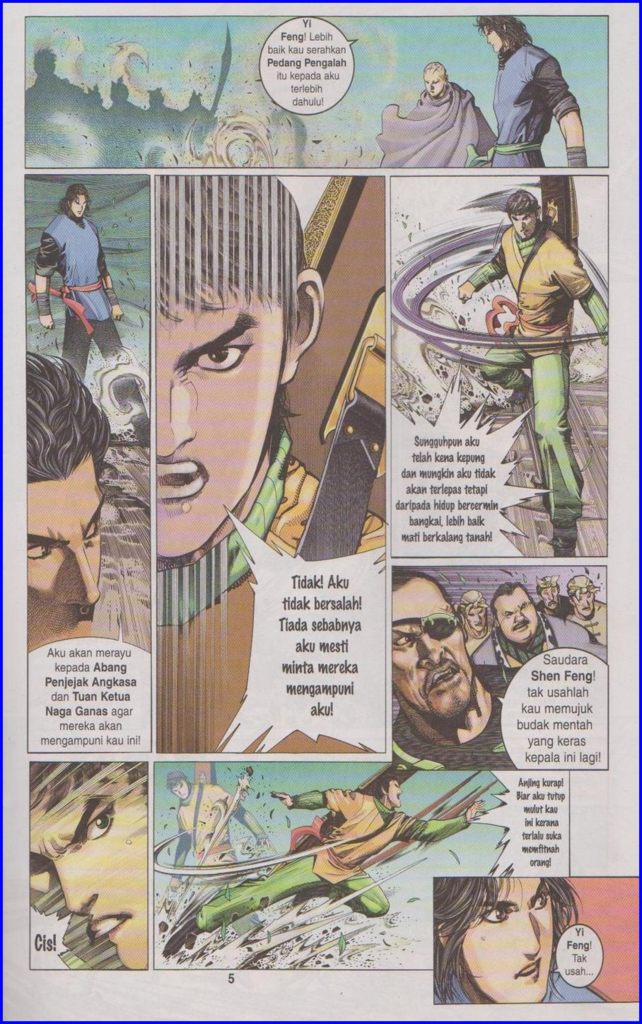 Yi
Feng! Lebih
baik kau serahkan
Pedang Pengalah
itu kepada aku
terlebih
dahulu!
Aku akan merayu
kepada Abang
Penjejak Angkasa
dan Tuan Ketua
Naga Ganas agar
mereka akan
mengampuni kau ini!
Tidak! Aku
tidak bersalah!
Tiada sebabnya
aku mesti
minta mereka
mengampuni
aku!
Sungguhpun aku
telah kena kepung
dan mungkin aku tidak
akan terlepas tetapi
daripada hidup bercermin
bangkai, lebih baik
mati berkalang tanah!
Saudara
Shen Feng!
tak usahlah
kau memujuk
budak mentah
yang keras
kepala ini lagi!
Cis!
Anjing kurap!
Biar aku tutup
mulut kau
ini kerana
terlalu suka
memfitnah
orang!
Yi
Feng!
Tak
usah...
5